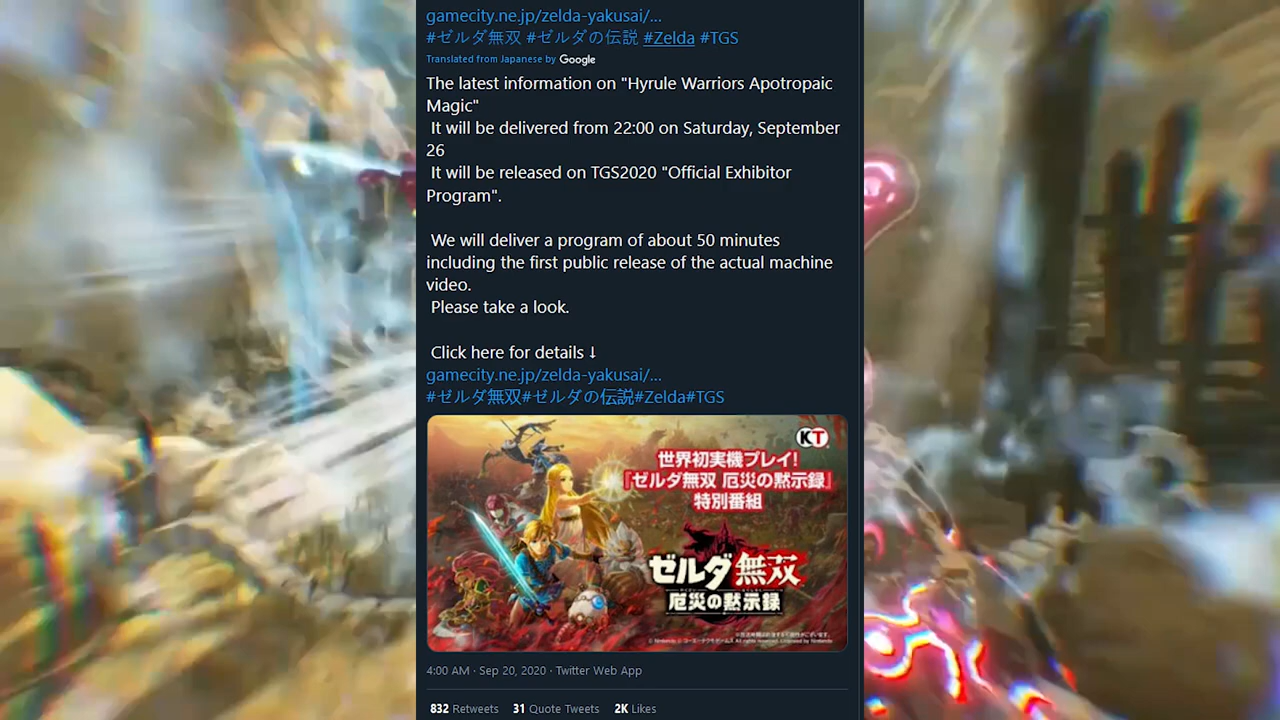 gamecity.ne.jp/zelda-yakusai/...
#ゼルダ無双 #ゼルダの伝説 #Zelda #TGS
Translated from Japanese by Google
The latest information on "Hyrule Warriors Apotropaic
Magic"
It will be delivered from 22:00 on Saturday, September
26
It will be released on TGS2020 "Official Exhibitor
Program".
We will deliver a program of about 50 minutes
including the first public release of the actual machine
video.
Please take a look.
Click here for details ↓
gamecity.ne.jp/zelda-yakusai/...
#ゼルダ無双#ゼルダの伝説#Zelda#TGS
KT
世界初実機プレイ!
『ゼルダ無双 厄災の黙示録』
特別番組
ゼルダ無双
厄災の黙示録
4:00 AM · Sep 20, 2020 · Twitter Web App
832 Retweets 31 Quote Tweets 2K Likes